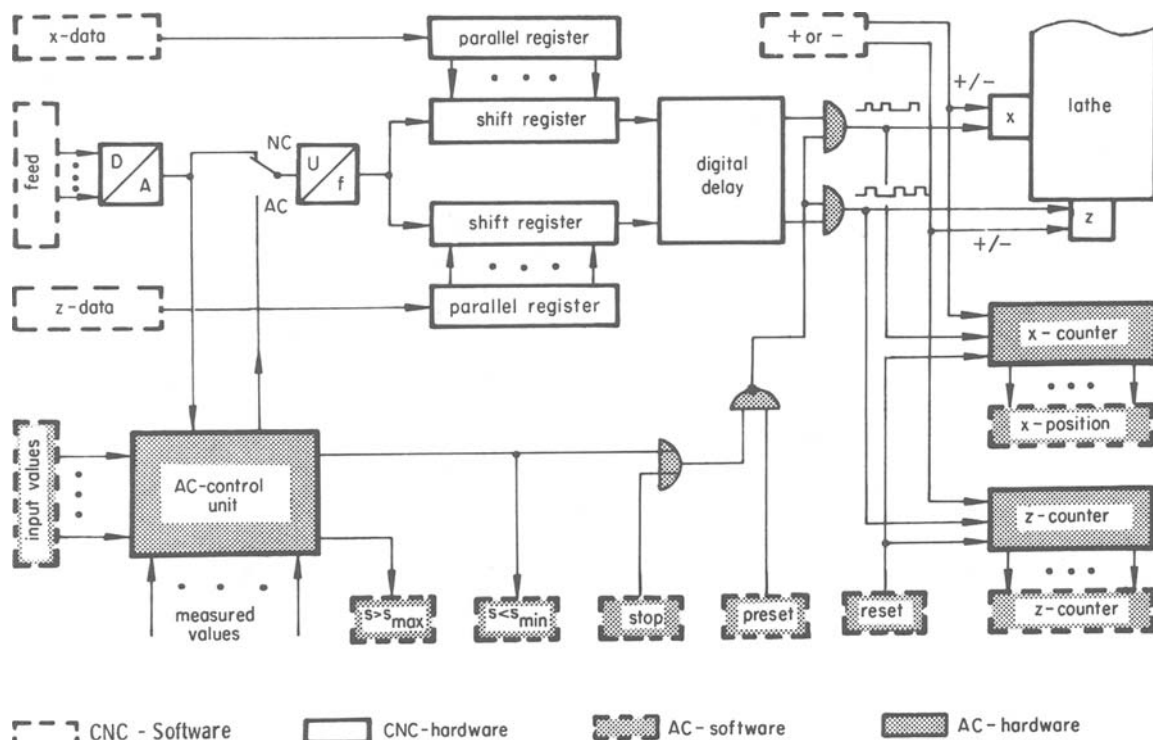 x-data
parallel register
+ or -
+/-
shift register
x
lathe
feed
D
A
NC
U
f
AC
digital
delay
shift register
z
+/-
z-data
parallel register
x-counter
x-position
input values
AC-control
unit
z-counter
measured
values
s>s max
s<s min
stop
preset
reset
z-counter
CNC - Software
CNC-hardware
AC-software
AC-hardware